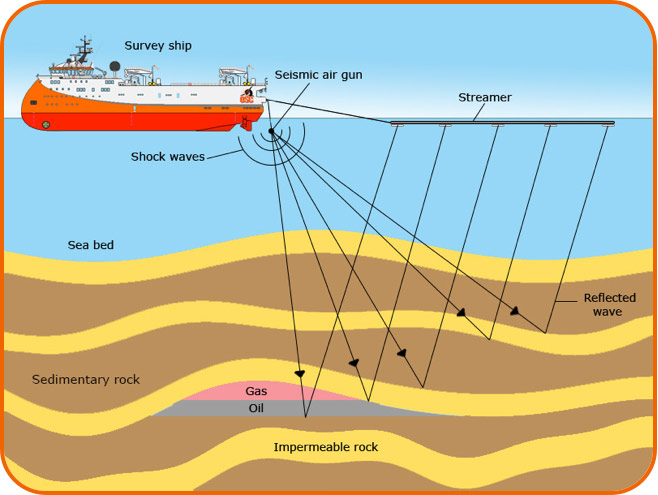 Survey ship
Seismic air gun
Streamer
Shock waves
Sea bed
Reflected
wave
Sedimentary rock
Gas
Oil
Impermeable rock